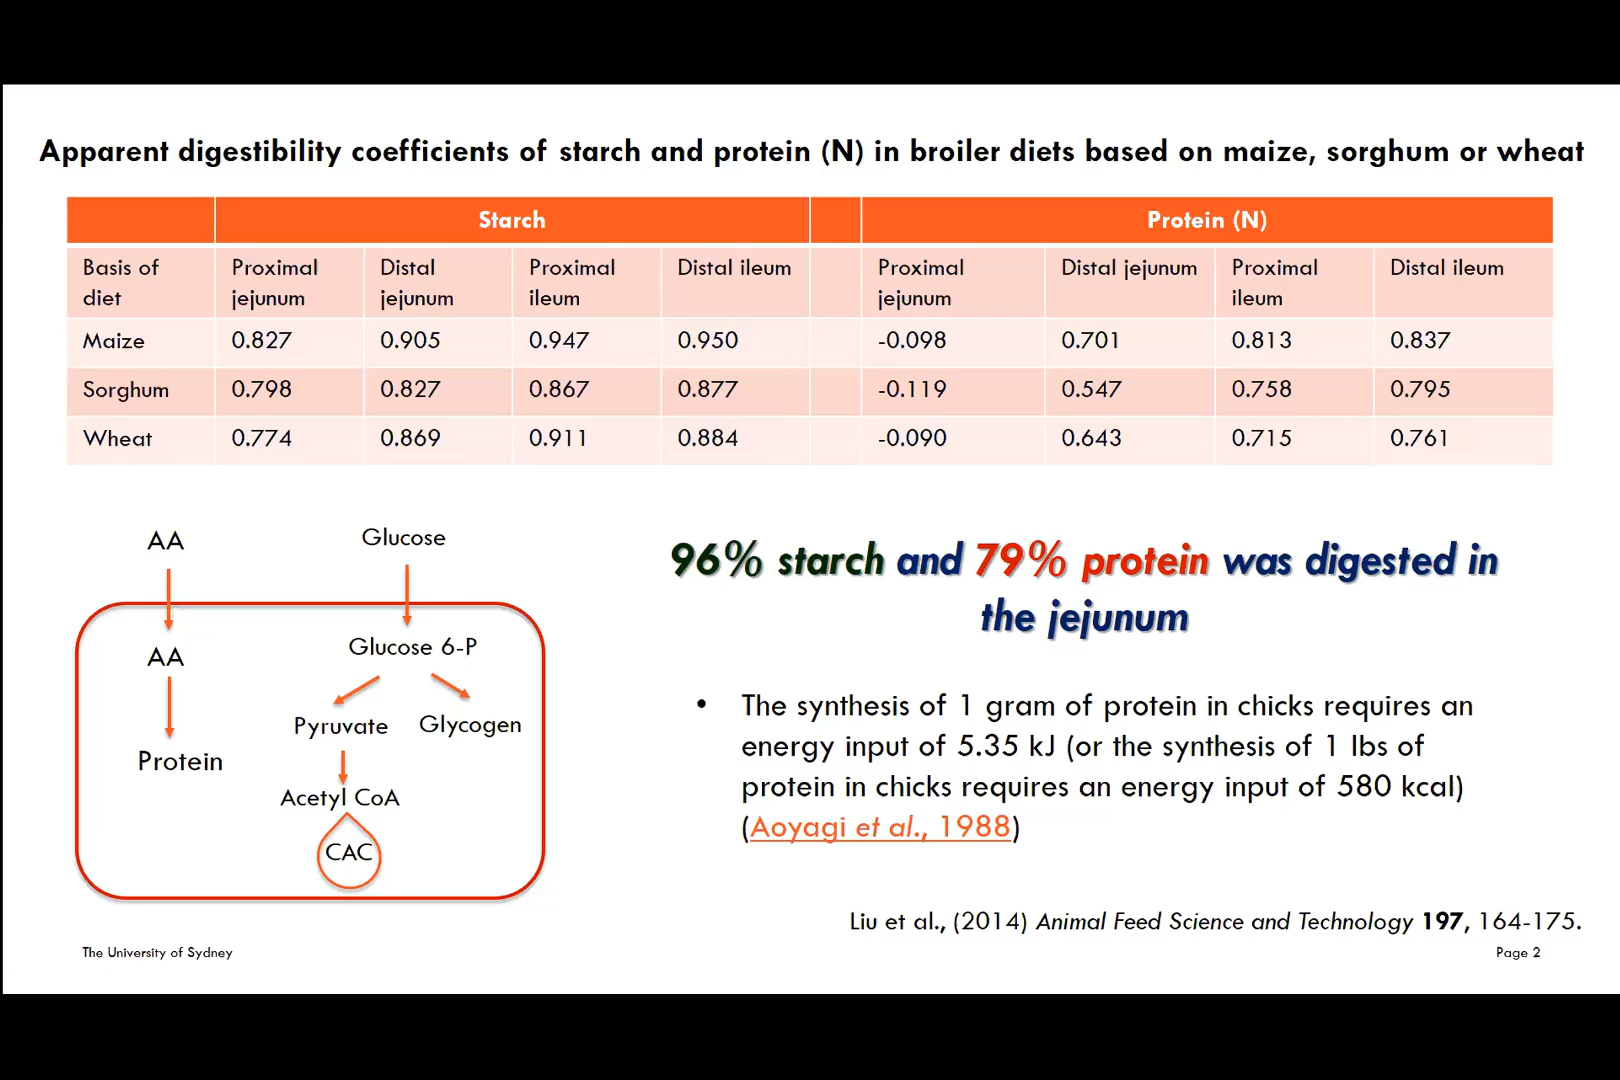 Apparent digestibility coefficients of starch and protein (N) in broiler diets based on maize, sorghum or wheat
Starch Protein (N)
Basis of diet Proximal jejunum Distal jejunum Proximal ileum Distal ileum Proximal jejunum Distal jejunum Proximal ileum Distal ileum
Maize 0.827 0.905 0.947 0.950 -0.098 0.701 0.813 0.837
Sorghum 0.798 0.827 0.867 0.877 -0.119 0.547 0.758 0.795
Wheat 0.774 0.869 0.911 0.884 -0.090 0.643 0.715 0.761
AA
Glucose
AA
Glucose 6-P
Pyruvate
Glycogen
Protein
Acetyl CoA
CAC
96% starch and 79% protein was digested in
the jejunum
• The synthesis of 1 gram of protein in chicks requires an
energy input of 5.35 kJ (or the synthesis of 1 lbs of
protein in chicks requires an energy input of 580 kcal)
(Aoyagi et al., 1988)
Liu et al., (2014) Animal Feed Science and Technology 197, 164-175.
The University of Sydney
Page 2